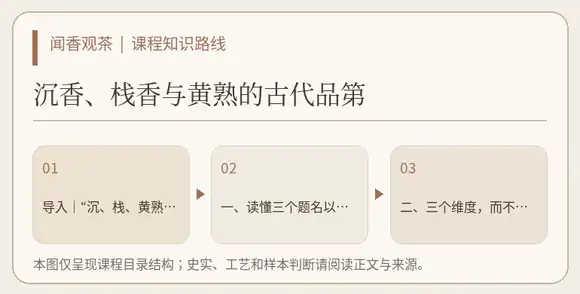 闻香观茶｜课程知识路线
沉香、栈香与黄熟的古代品第
01
导入｜“沉、栈、黄熟…
02
一、读懂三个题名以…
03
二、三个维度，而不…
本图仅呈现课程目录结构；史实、工艺和样本判断请阅读正文与来源。